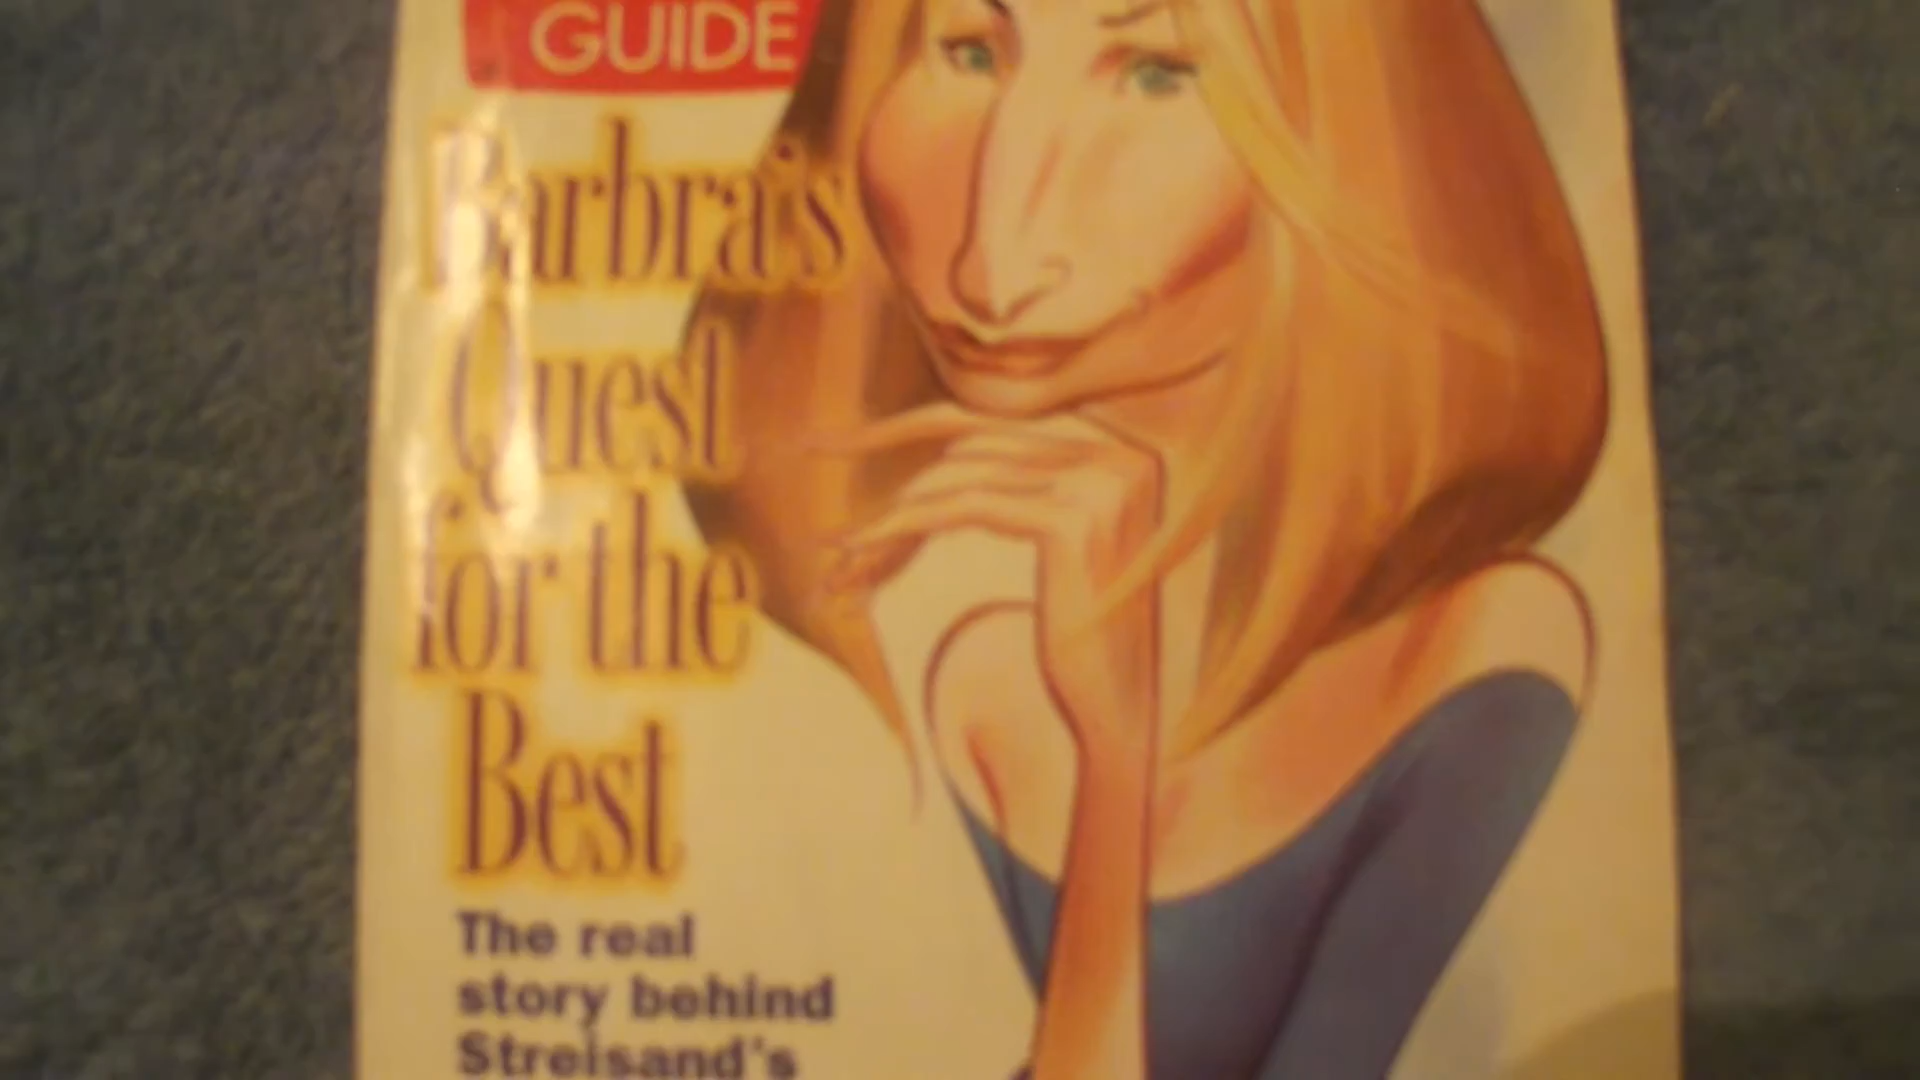 GUIDE
Barbra's
Quest
for the
Best
The real
story behind
Streisand's